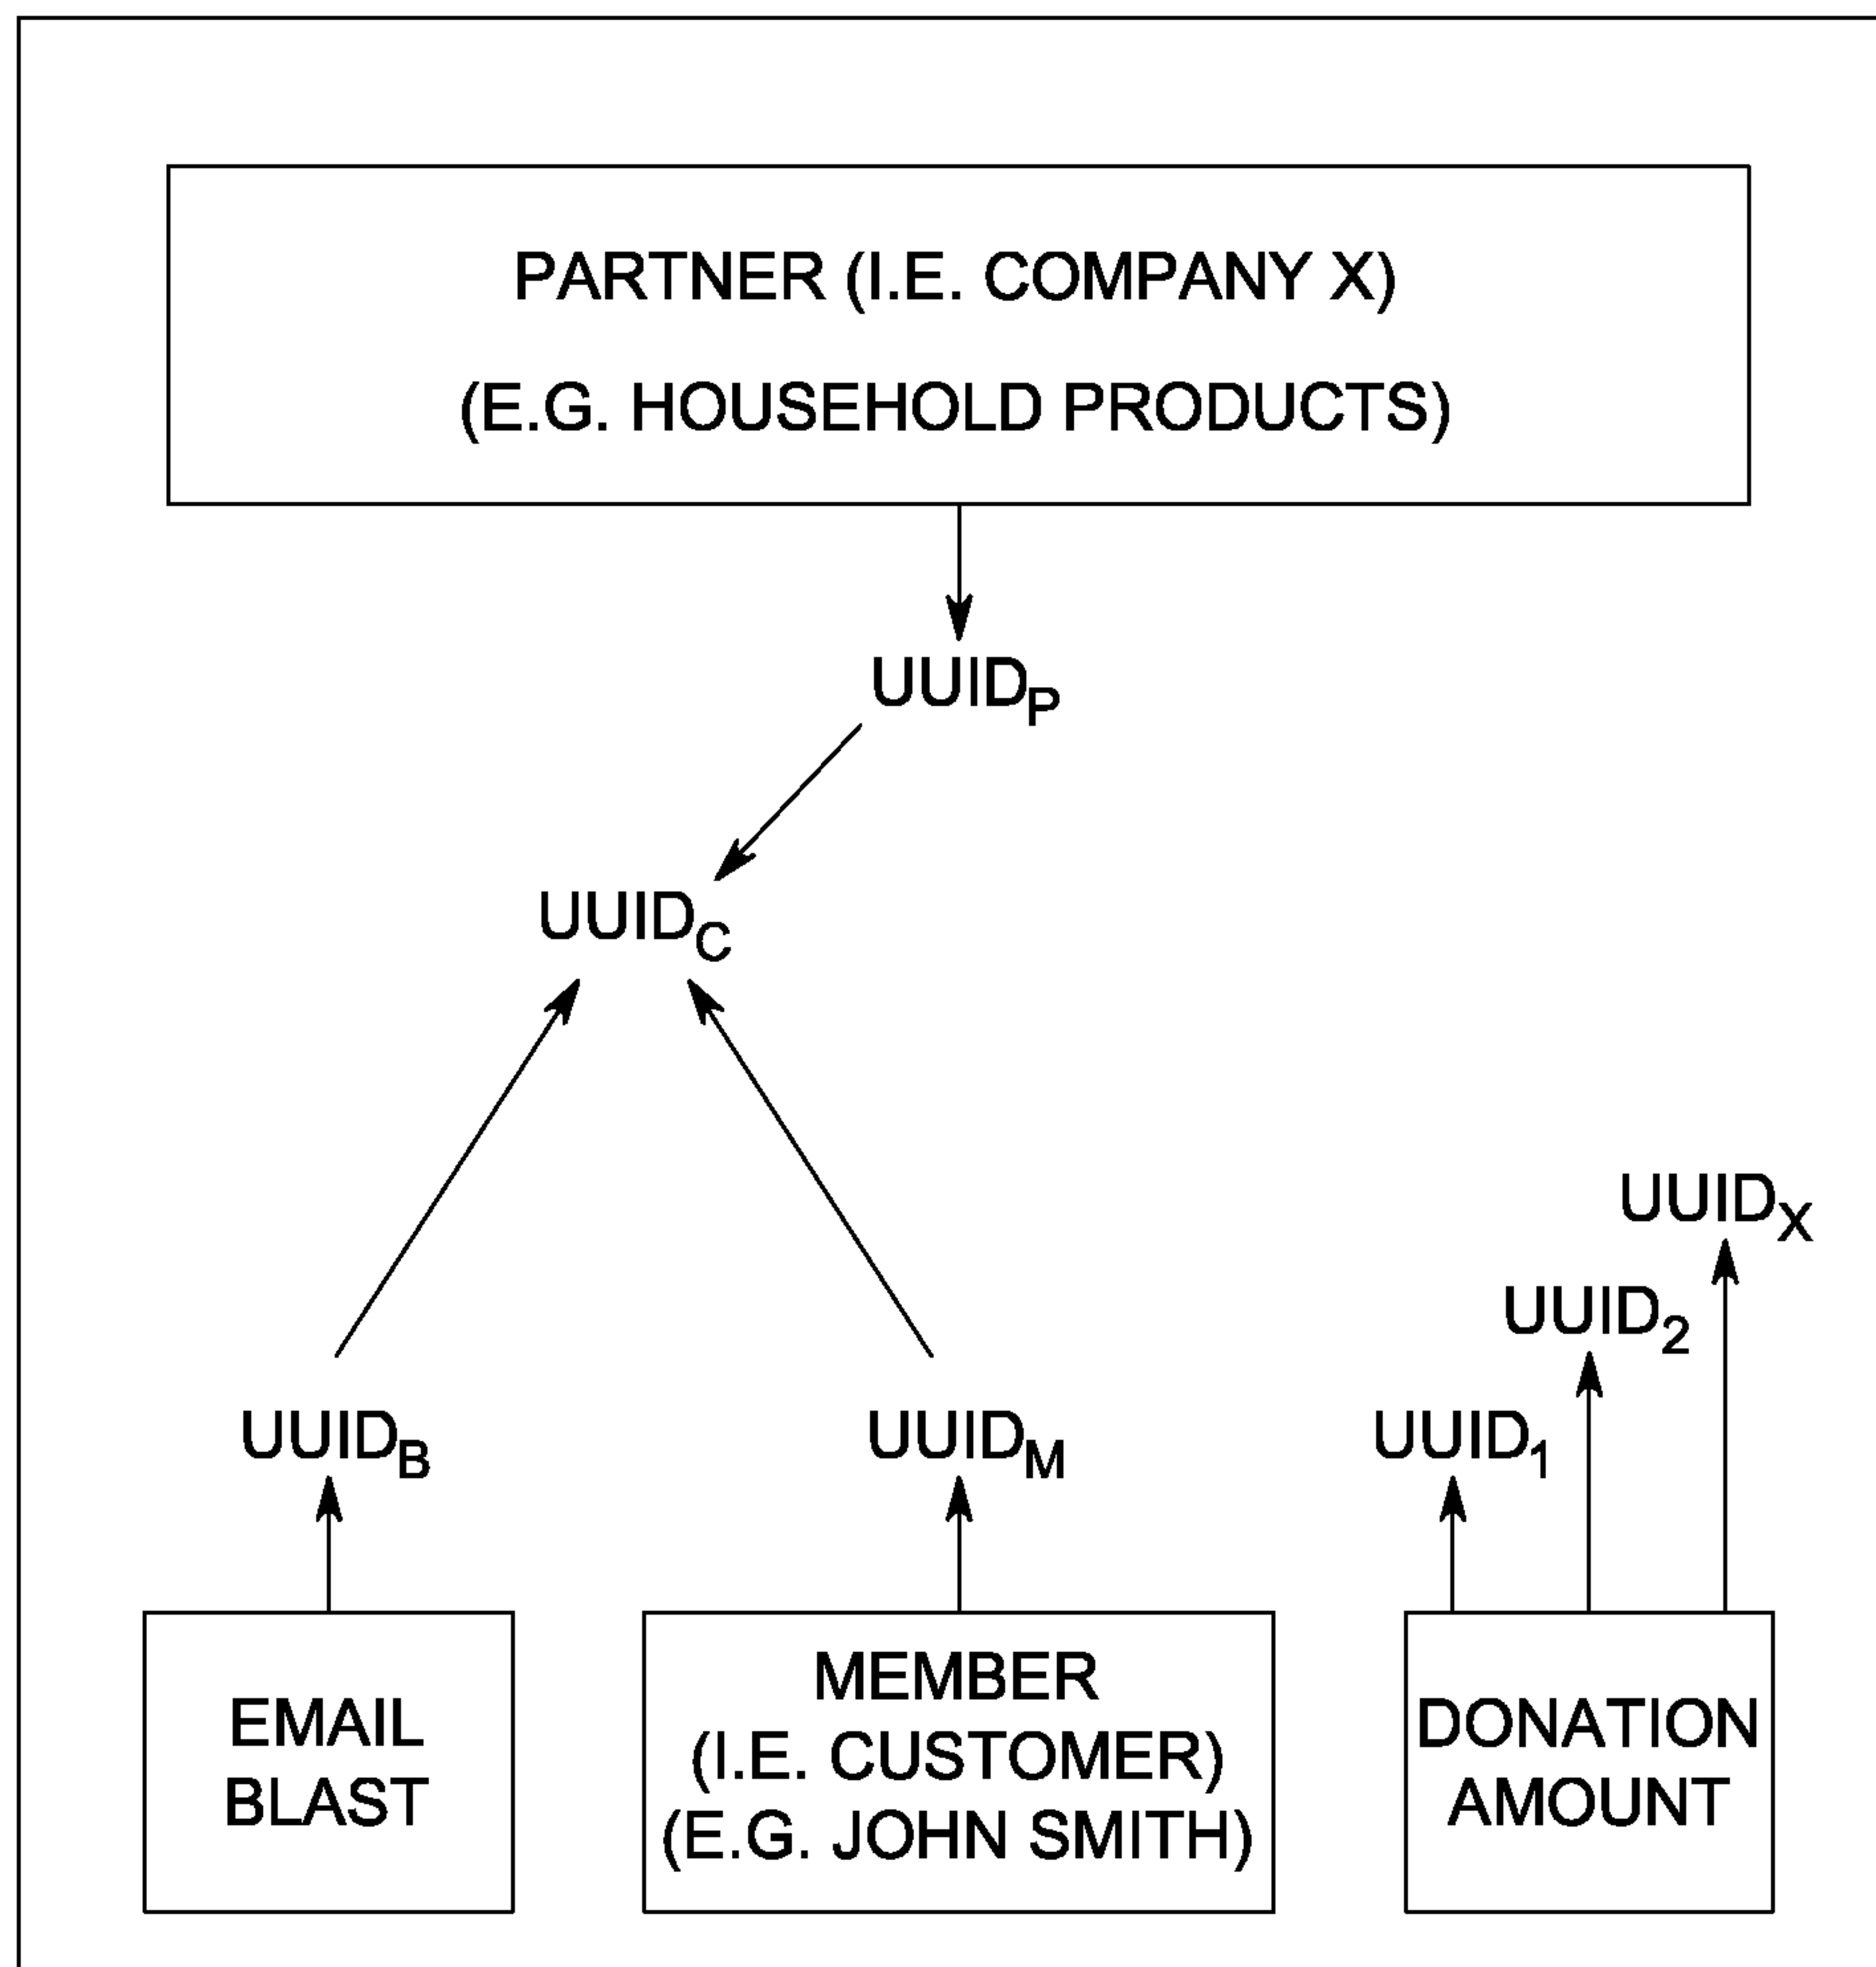 PARTNER (I.E. COMPANY X)
(E.G. HOUSEHOLD PRODUCTS)
UUIDP
UUIDC
UUIDX
UUID2
UUIDB
UUIDM
UUID1
EMAIL
BLAST
MEMBER
(I.E. CUSTOMER)
(E.G. JOHN SMITH)
DONATION
AMOUNT